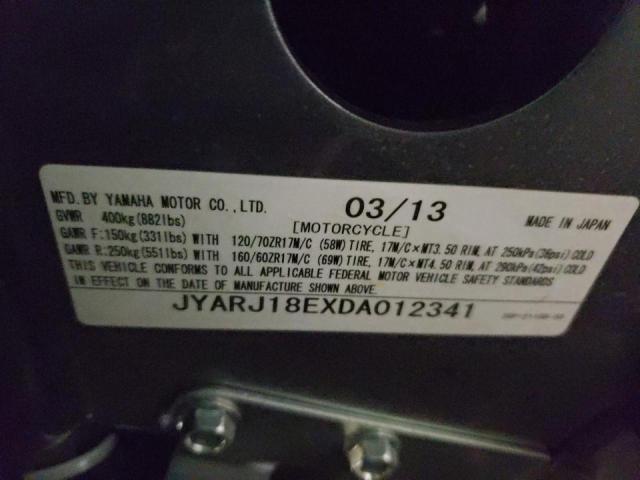 MFD.BY YAMAHA MOTOR CO.,LTD. 03/13
GVWR 400kg(882lbs) [MOTORCYCLE] MADE IN JAPAN
GAWR F:150kg(331lbs) WITH 120/70ZR17M/C (58W) TIRE, 17M/C×MT3.50 RIM, AT 250kPa(36psi) COLD
GAWR R:250kg(551lbs) WITH 160/60ZR17M/C (69W) TIRE, 17M/C×MT4.50 RIM, AT 290kPa(42psi) COLD
THIS VEHICLE CONFORMS TO ALL APPLICABLE FEDERAL MOTOR VEHICLE SAFETY STANDARDS
IN EFFECT ON THE DATE OF MANUFACTURE SHOWN ABOVE.
JYARJ18EXDA012341